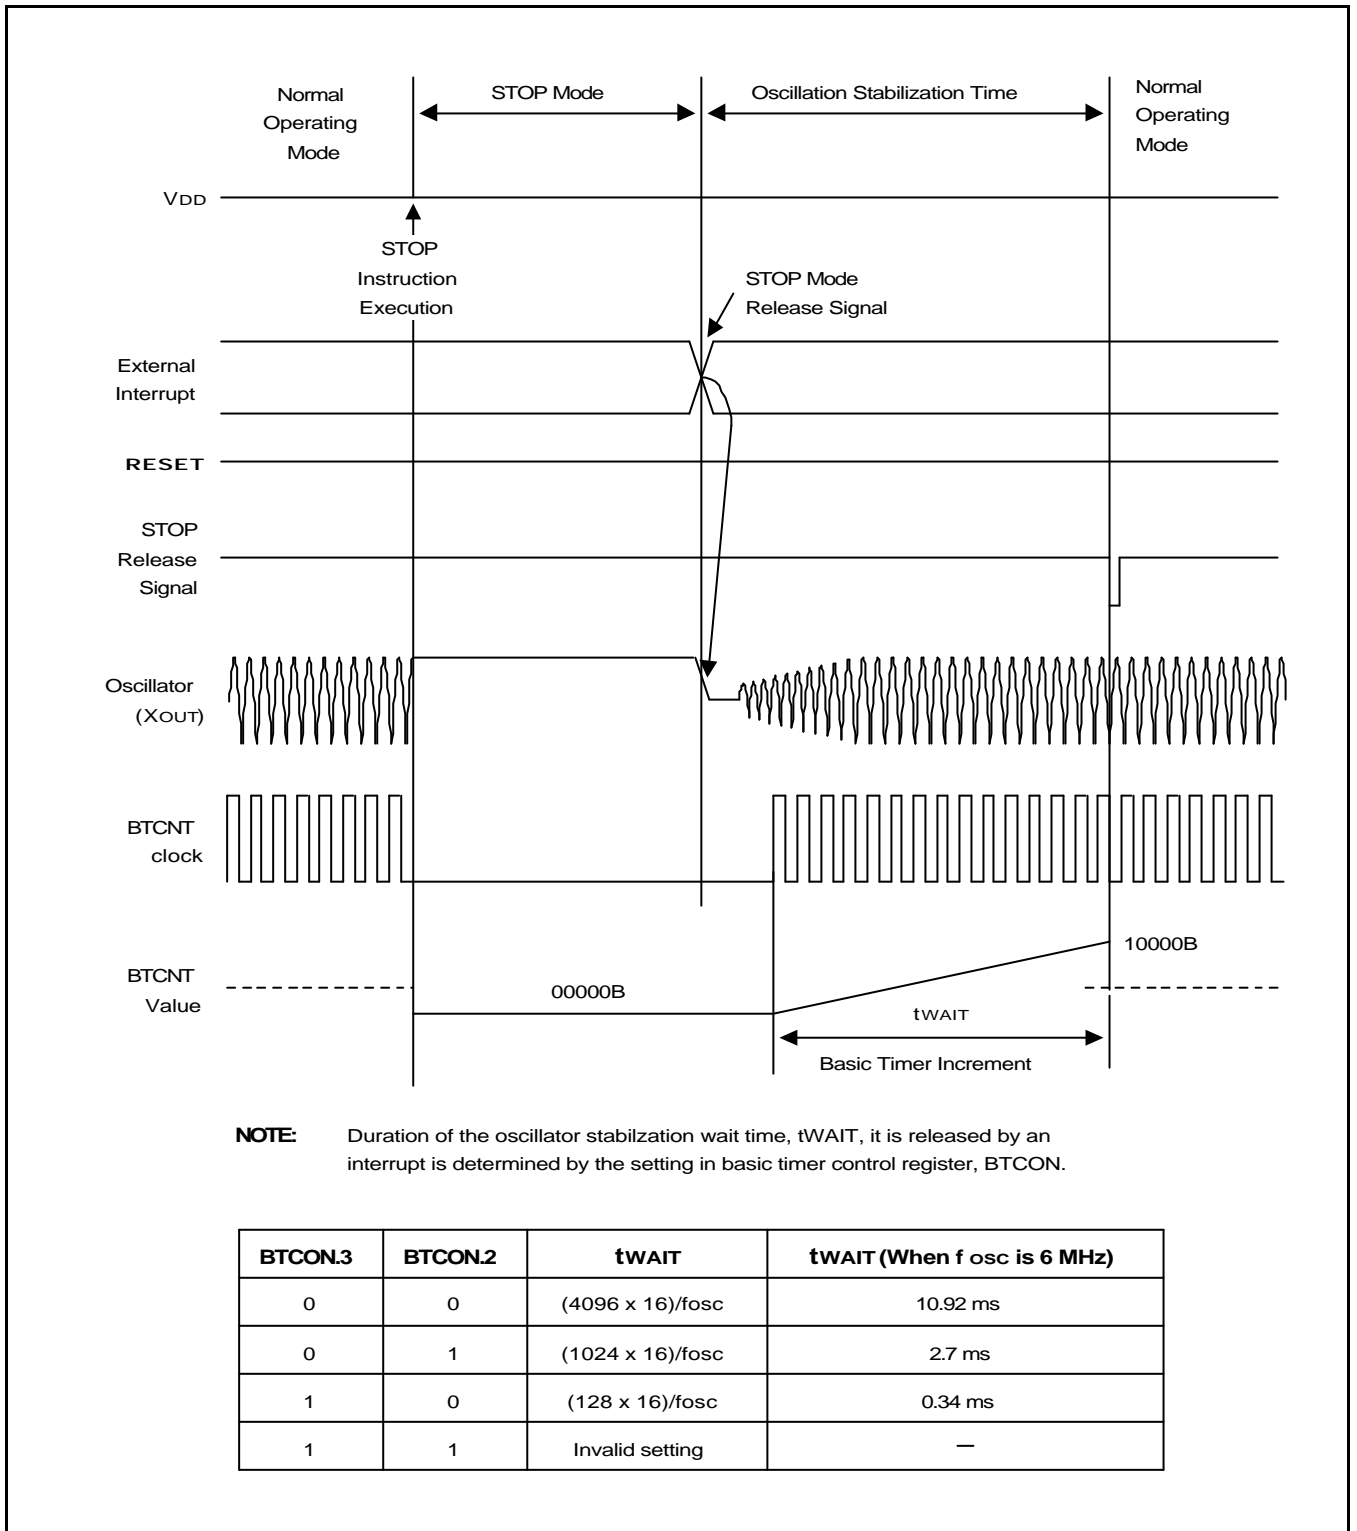 Normal
Operating
Mode
STOP Mode
Oscillation Stabilization Time
Normal
Operating
Mode
VDD
STOP
Instruction
Execution
STOP Mode
Release Signal
External
Interrupt
RESET
STOP
Release
Signal
Oscillator
(XOUT)
BTCNT
clock
10000B
BTCNT
Value
00000B
tWAIT
Basic Timer Increment
NOTE: Duration of the oscillator stabilzation wait time, tWAIT, it is released by an
interrupt is determined by the setting in basic timer control register, BTCON.
BTCON.3 BTCON.2 tWAIT tWAIT (When f osc is 6 MHz)
0 0 (4096 x 16)/fosc 10.92 ms
0 1 (1024 x 16)/fosc 2.7 ms
1 0 (128 x 16)/fosc 0.34 ms
1 1 Invalid setting –